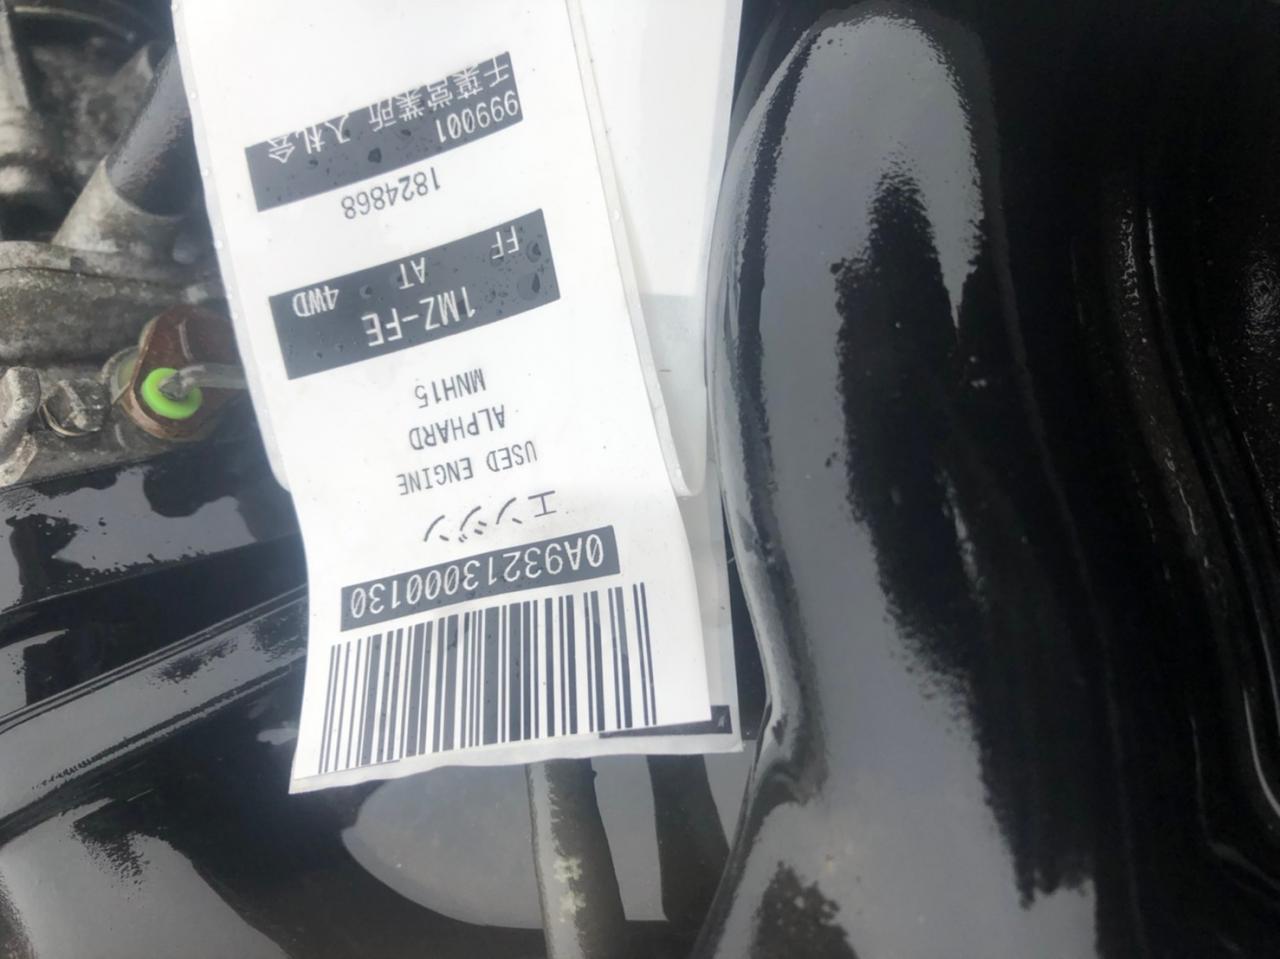 0A93213000130
エンジン
USED ENGINE
ALPHARD
MNH15
1MZ-FE
FF AT 4WD
1824868
999001
千葉営業所 入札会